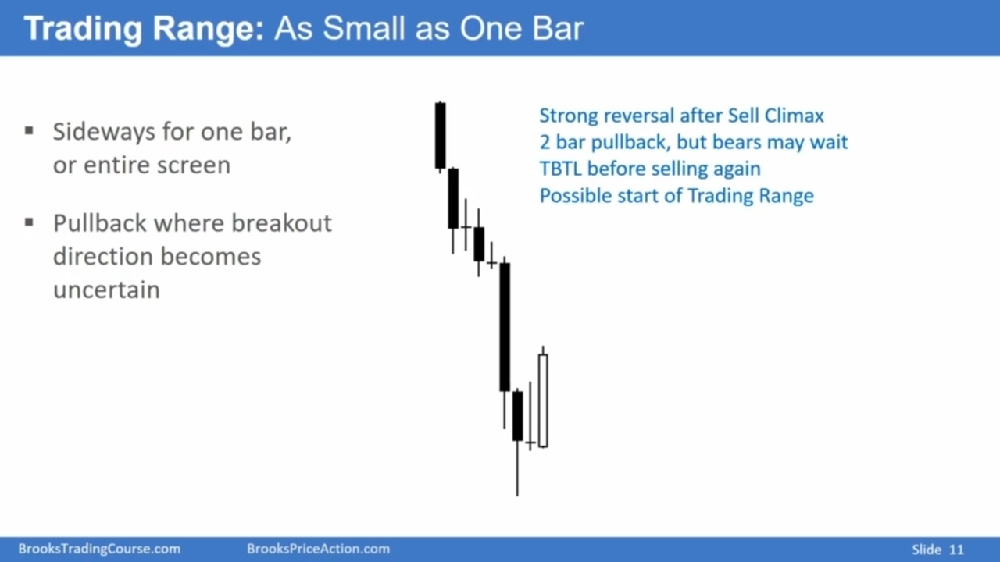 Trading Range: As Small as One Bar
▪ Sideways for one bar,
or entire screen
▪ Pullback where breakout
direction becomes
uncertain
Strong reversal after Sell Climax
2 bar pullback, but bears may wait
TBTL before selling again
Possible start of Trading Range
BrooksTradingCourse.com
BrooksPriceAction.com
Slide 11